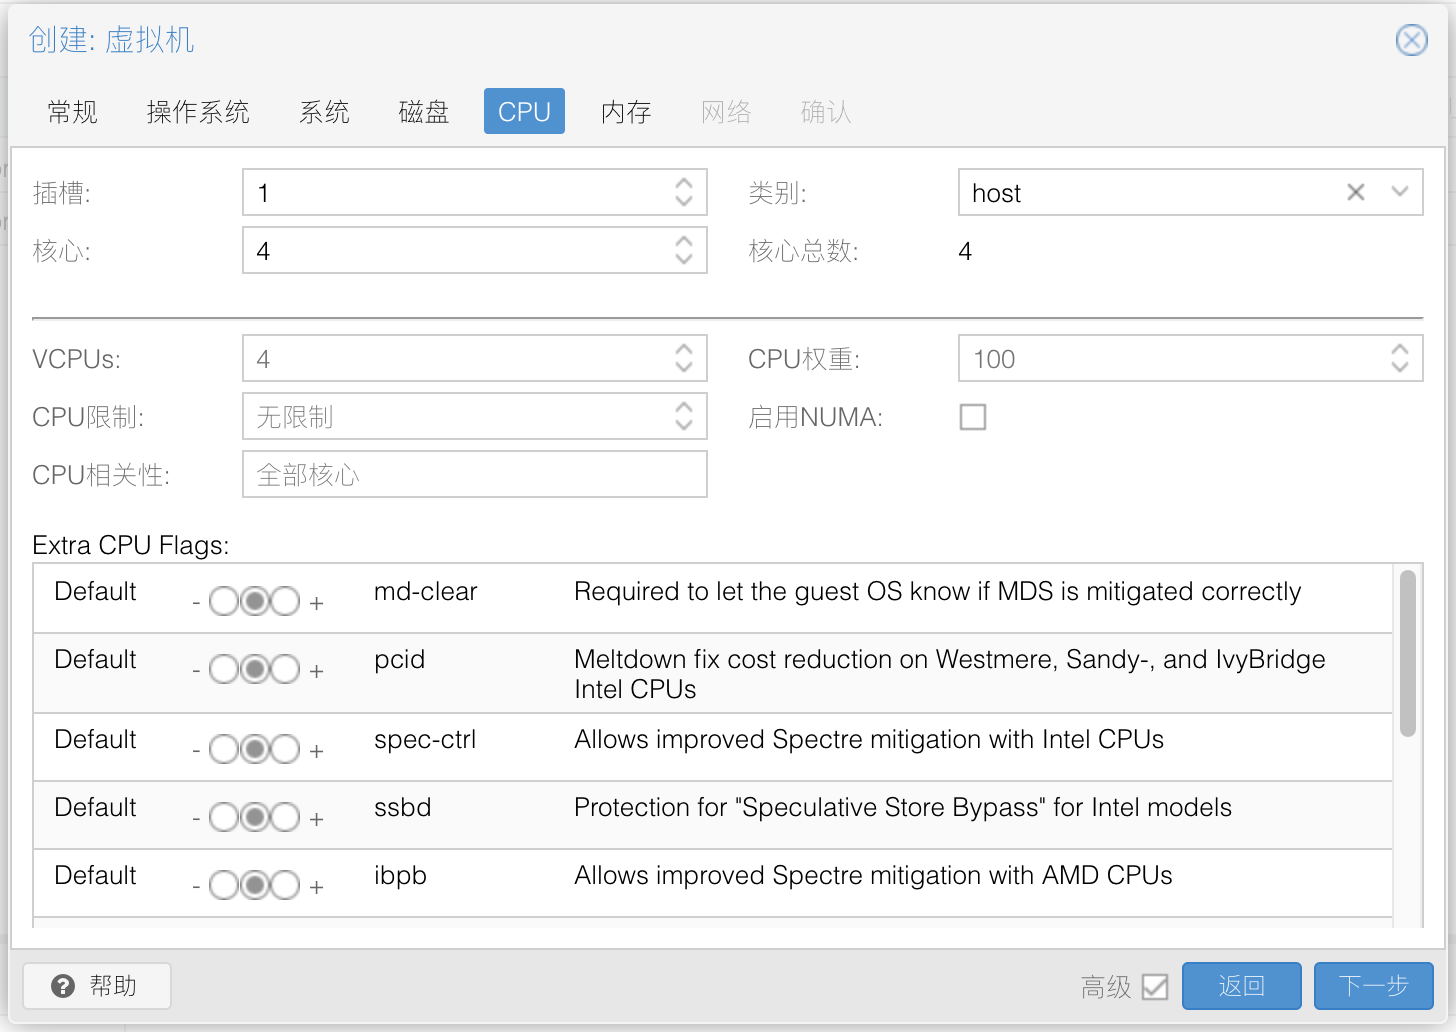 创建: 虚拟机
常规 操作系统 系统 磁盘 CPU 内存 网络 确认
插槽: 1 类别: host
核心: 4 核心总数: 4
VCPUs: 4 CPU权重: 100
CPU限制: 无限制 启用NUMA:
CPU相关性: 全部核心
Extra CPU Flags:
Default - + md-clear Required to let the guest OS know if MDS is mitigated correctly
Default - + pcid Meltdown fix cost reduction on Westmere, Sandy-, and IvyBridge
Intel CPUs
Default - + spec-ctrl Allows improved Spectre mitigation with Intel CPUs
Default - + ssbd Protection for "Speculative Store Bypass" for Intel models
Default - + ibpb Allows improved Spectre mitigation with AMD CPUs
帮助 高级 返回 下一步